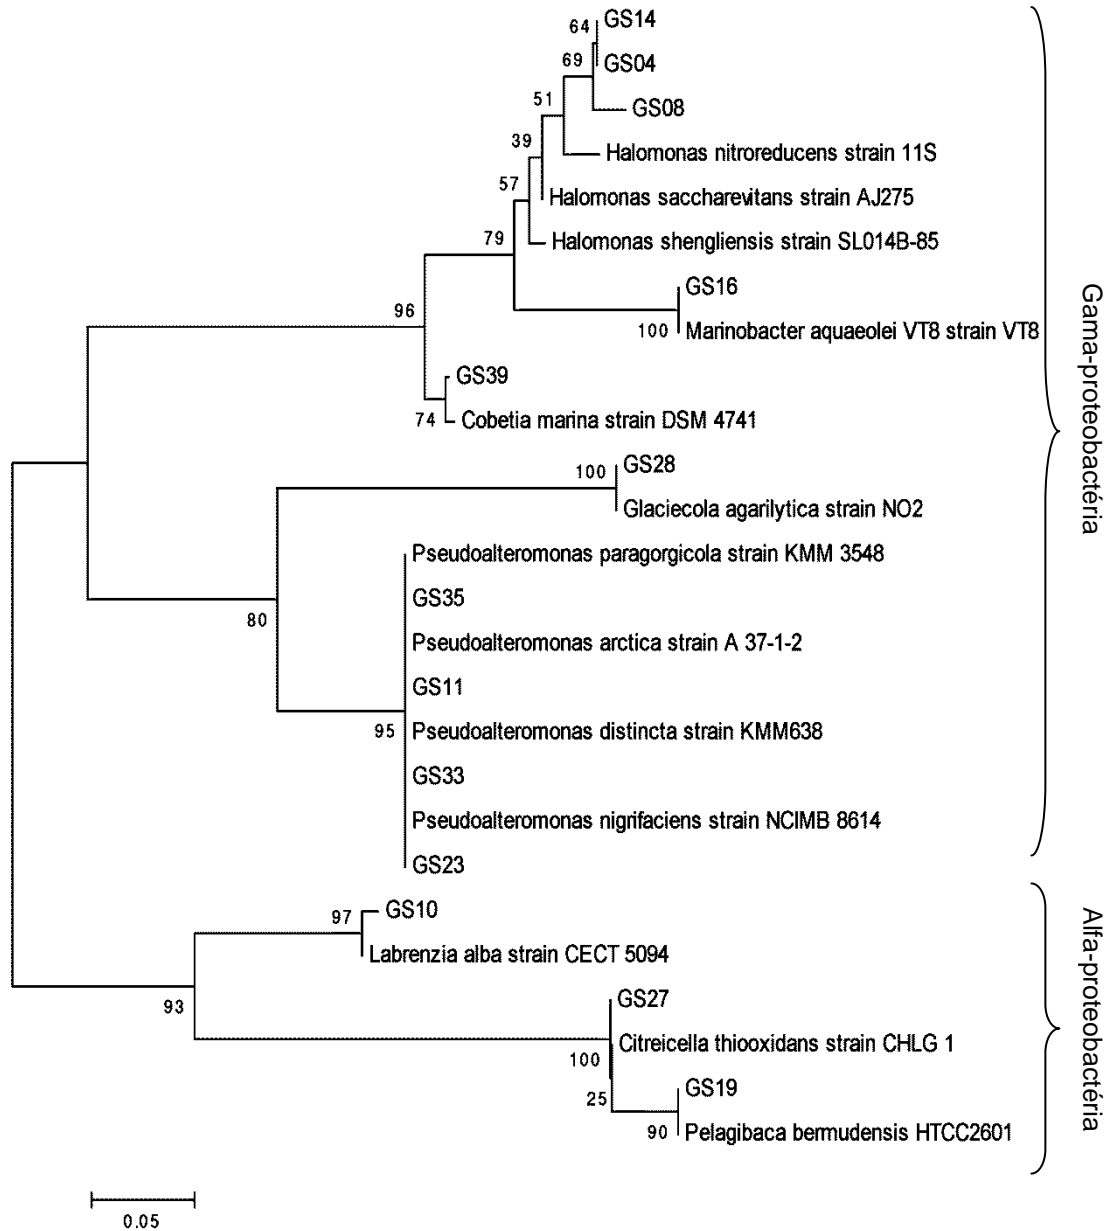 64
GS14
GS04
69
GS08
51
Halomonas nitroreducens strain 11S
39
Halomonas saccharevitans strain AJ275
57
Halomonas shengliensis strain SL014B-85
79
GS16
100
Marinobacter aquaeolei VT8 strain VT8
96
GS39
74
Cobetia marina strain DSM 4741
100
GS28
Glaciecola agarilytica strain NO2
80
Pseudoalteromonas paragorgicola strain KMM 3548
GS35
Pseudoalteromonas arctica strain A 37-1-2
GS11
95
Pseudoalteromonas distincta strain KMM638
GS33
Pseudoalteromonas nigrifaciens strain NCIMB 8614
GS23
Gama-proteobactéria
97
GS10
Labrenzia alba strain CECT 5094
93
GS27
100
Citreicella thiooxidans strain CHLG 1
25
GS19
90
Pelagibaca bermudensis HTCC2601
Alfa-proteobactéria
0.05